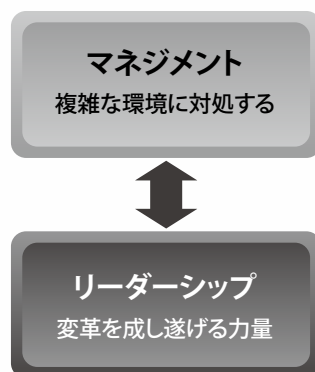 マネジメント
複雑な環境に対処する
リーダーシップ
変革を成し遂げる力量